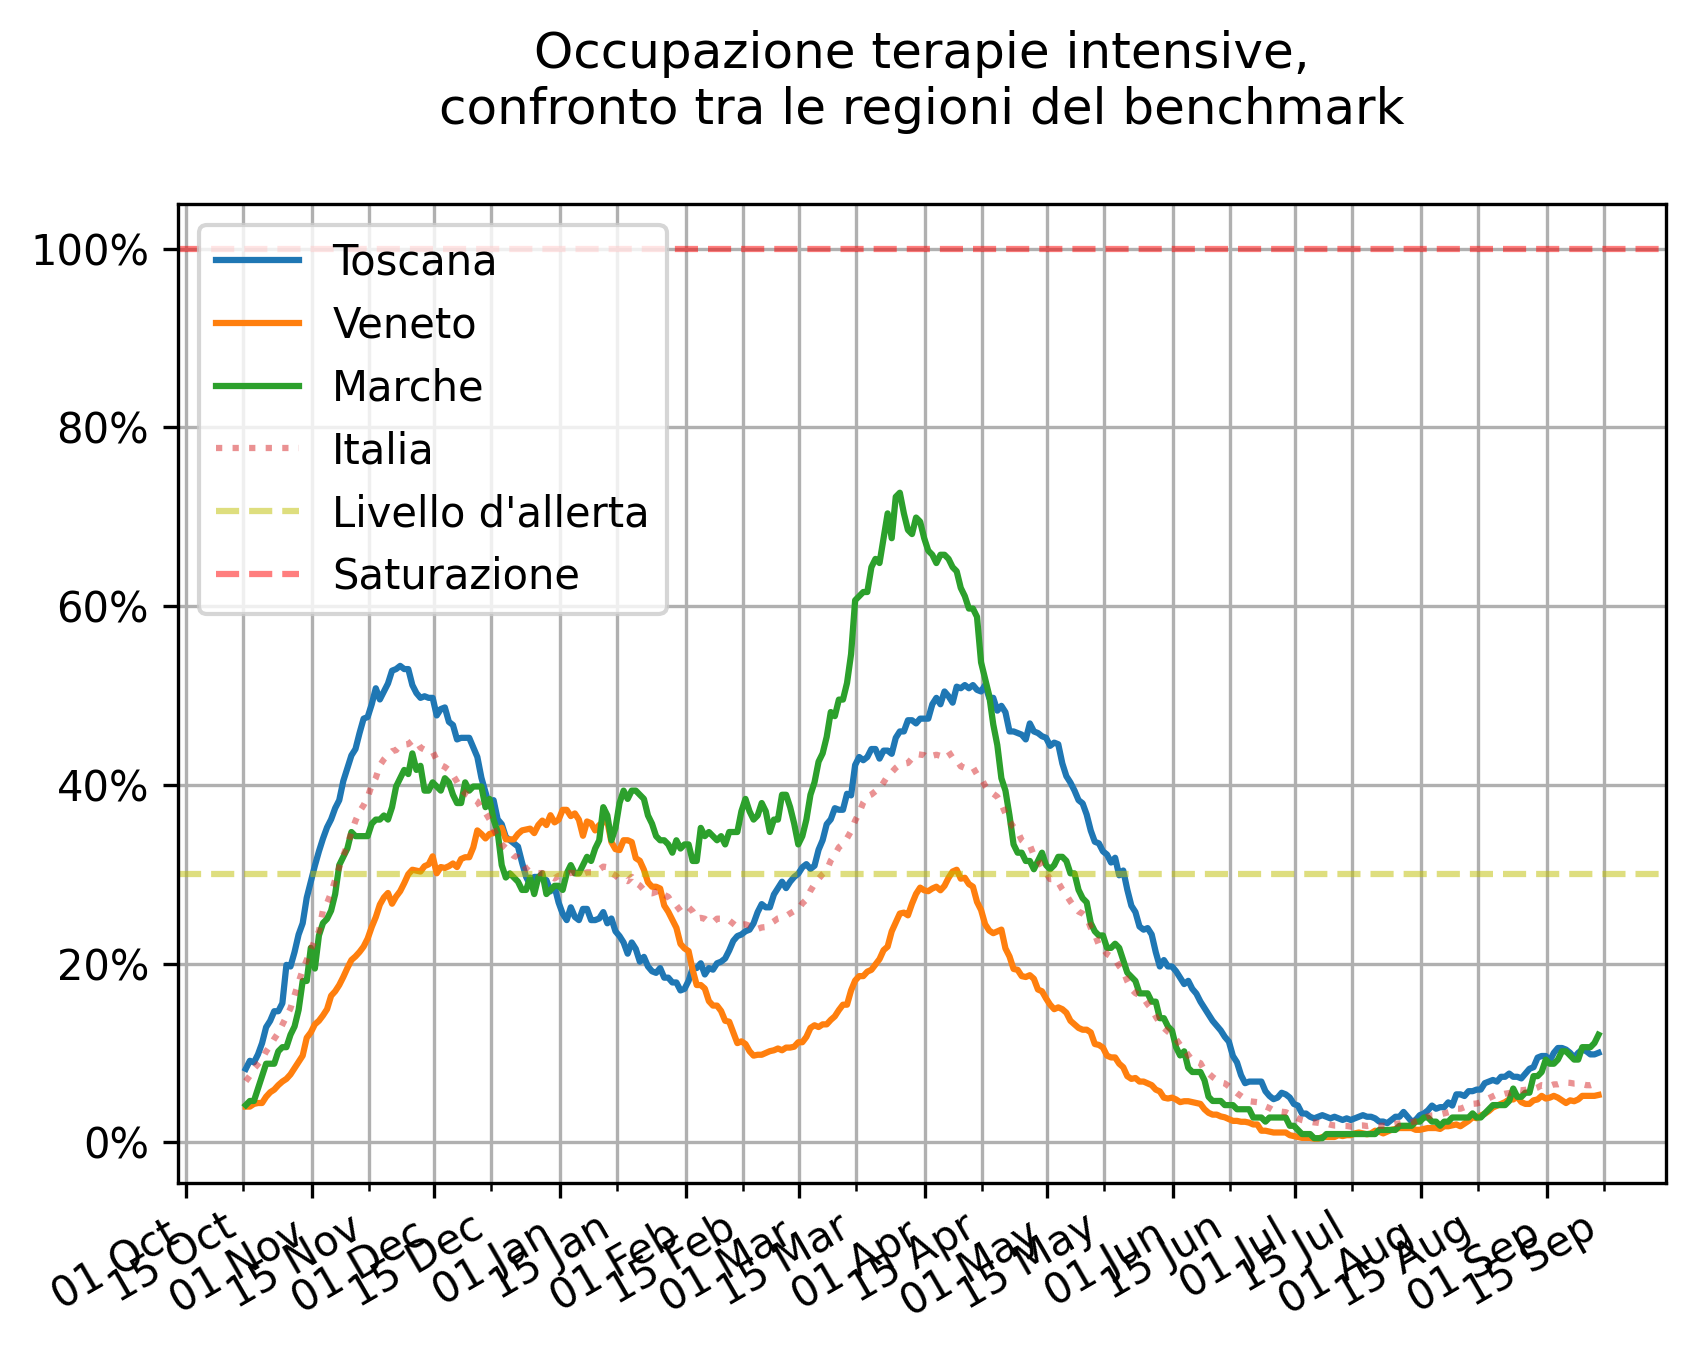 Occupazione terapie intensive,
confronto tra le regioni del benchmark
100%
80%
60%
40%
20%
0%
Toscana
Veneto
Marche
Italia
Livello d'allerta
Saturazione
01 Oct
15 Oct
01 Nov
15 Nov
01 Dec
15 Dec
01 Jan
15 Jan
01 Feb
15 Feb
01 Mar
15 Mar
01 Apr
15 Apr
01 May
15 May
01 Jun
15 Jun
01 Jul
15 Jul
01 Aug
15 Aug
01 Sep
15 Sep